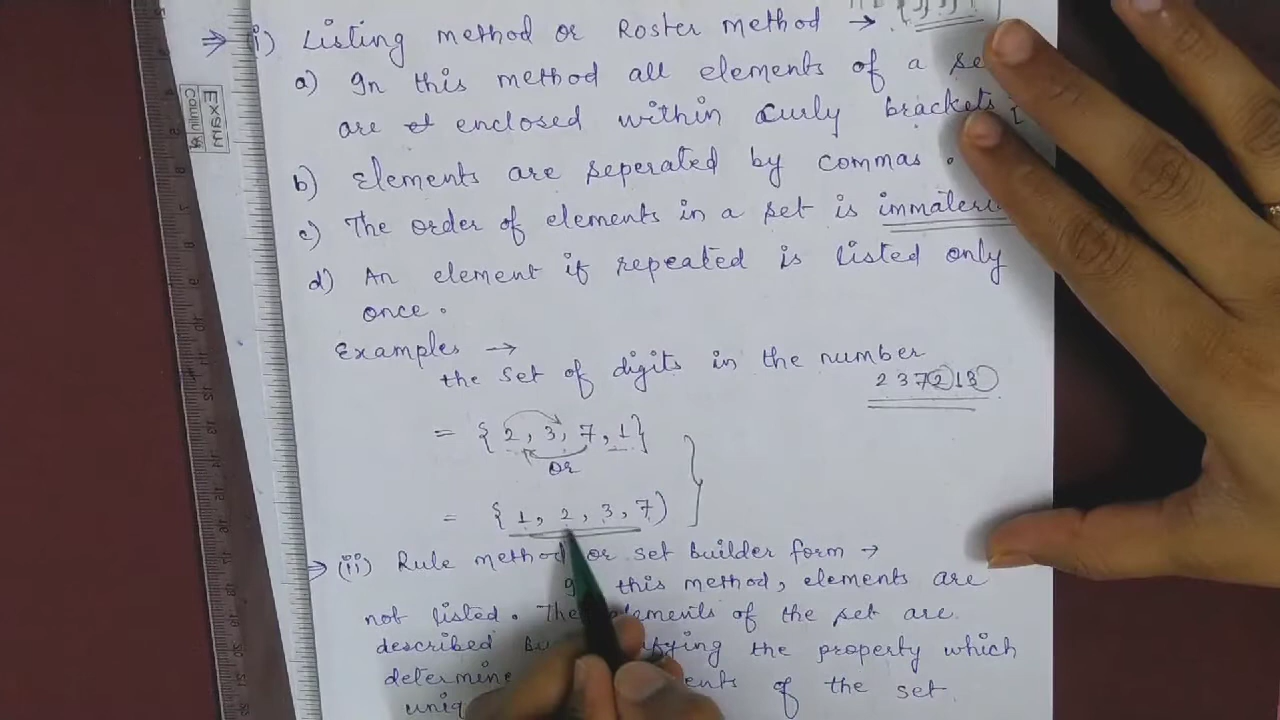 ⇒ i) Listing method or Roster method →
a) In this method all elements of a se
are enclosed within curly brackets
b) Elements are seperated by commas.
c) The order of elements in a set is immateri
d) An element if repeated is listed only
once.
Examples →
the set of digits in the number
237213
= {2, 3, 7, 1}
or
= {1, 2, 3, 7}
⇒ (ii) Rule method or set builder form →
this method, elements are
not listed. The elements of the set are
described the property which
determine of the set.
uniq